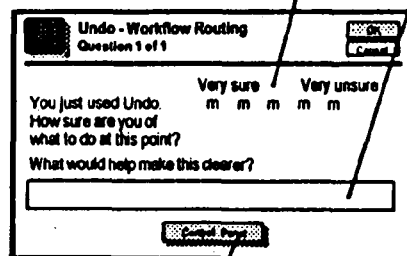 Undo - Workflow Routing
Question 1 of 1
OK
Cancel
Very sure Very unsure
You just used Undo. m m m m m
How sure are you of
what to do at this point?
What would help make this clearer?